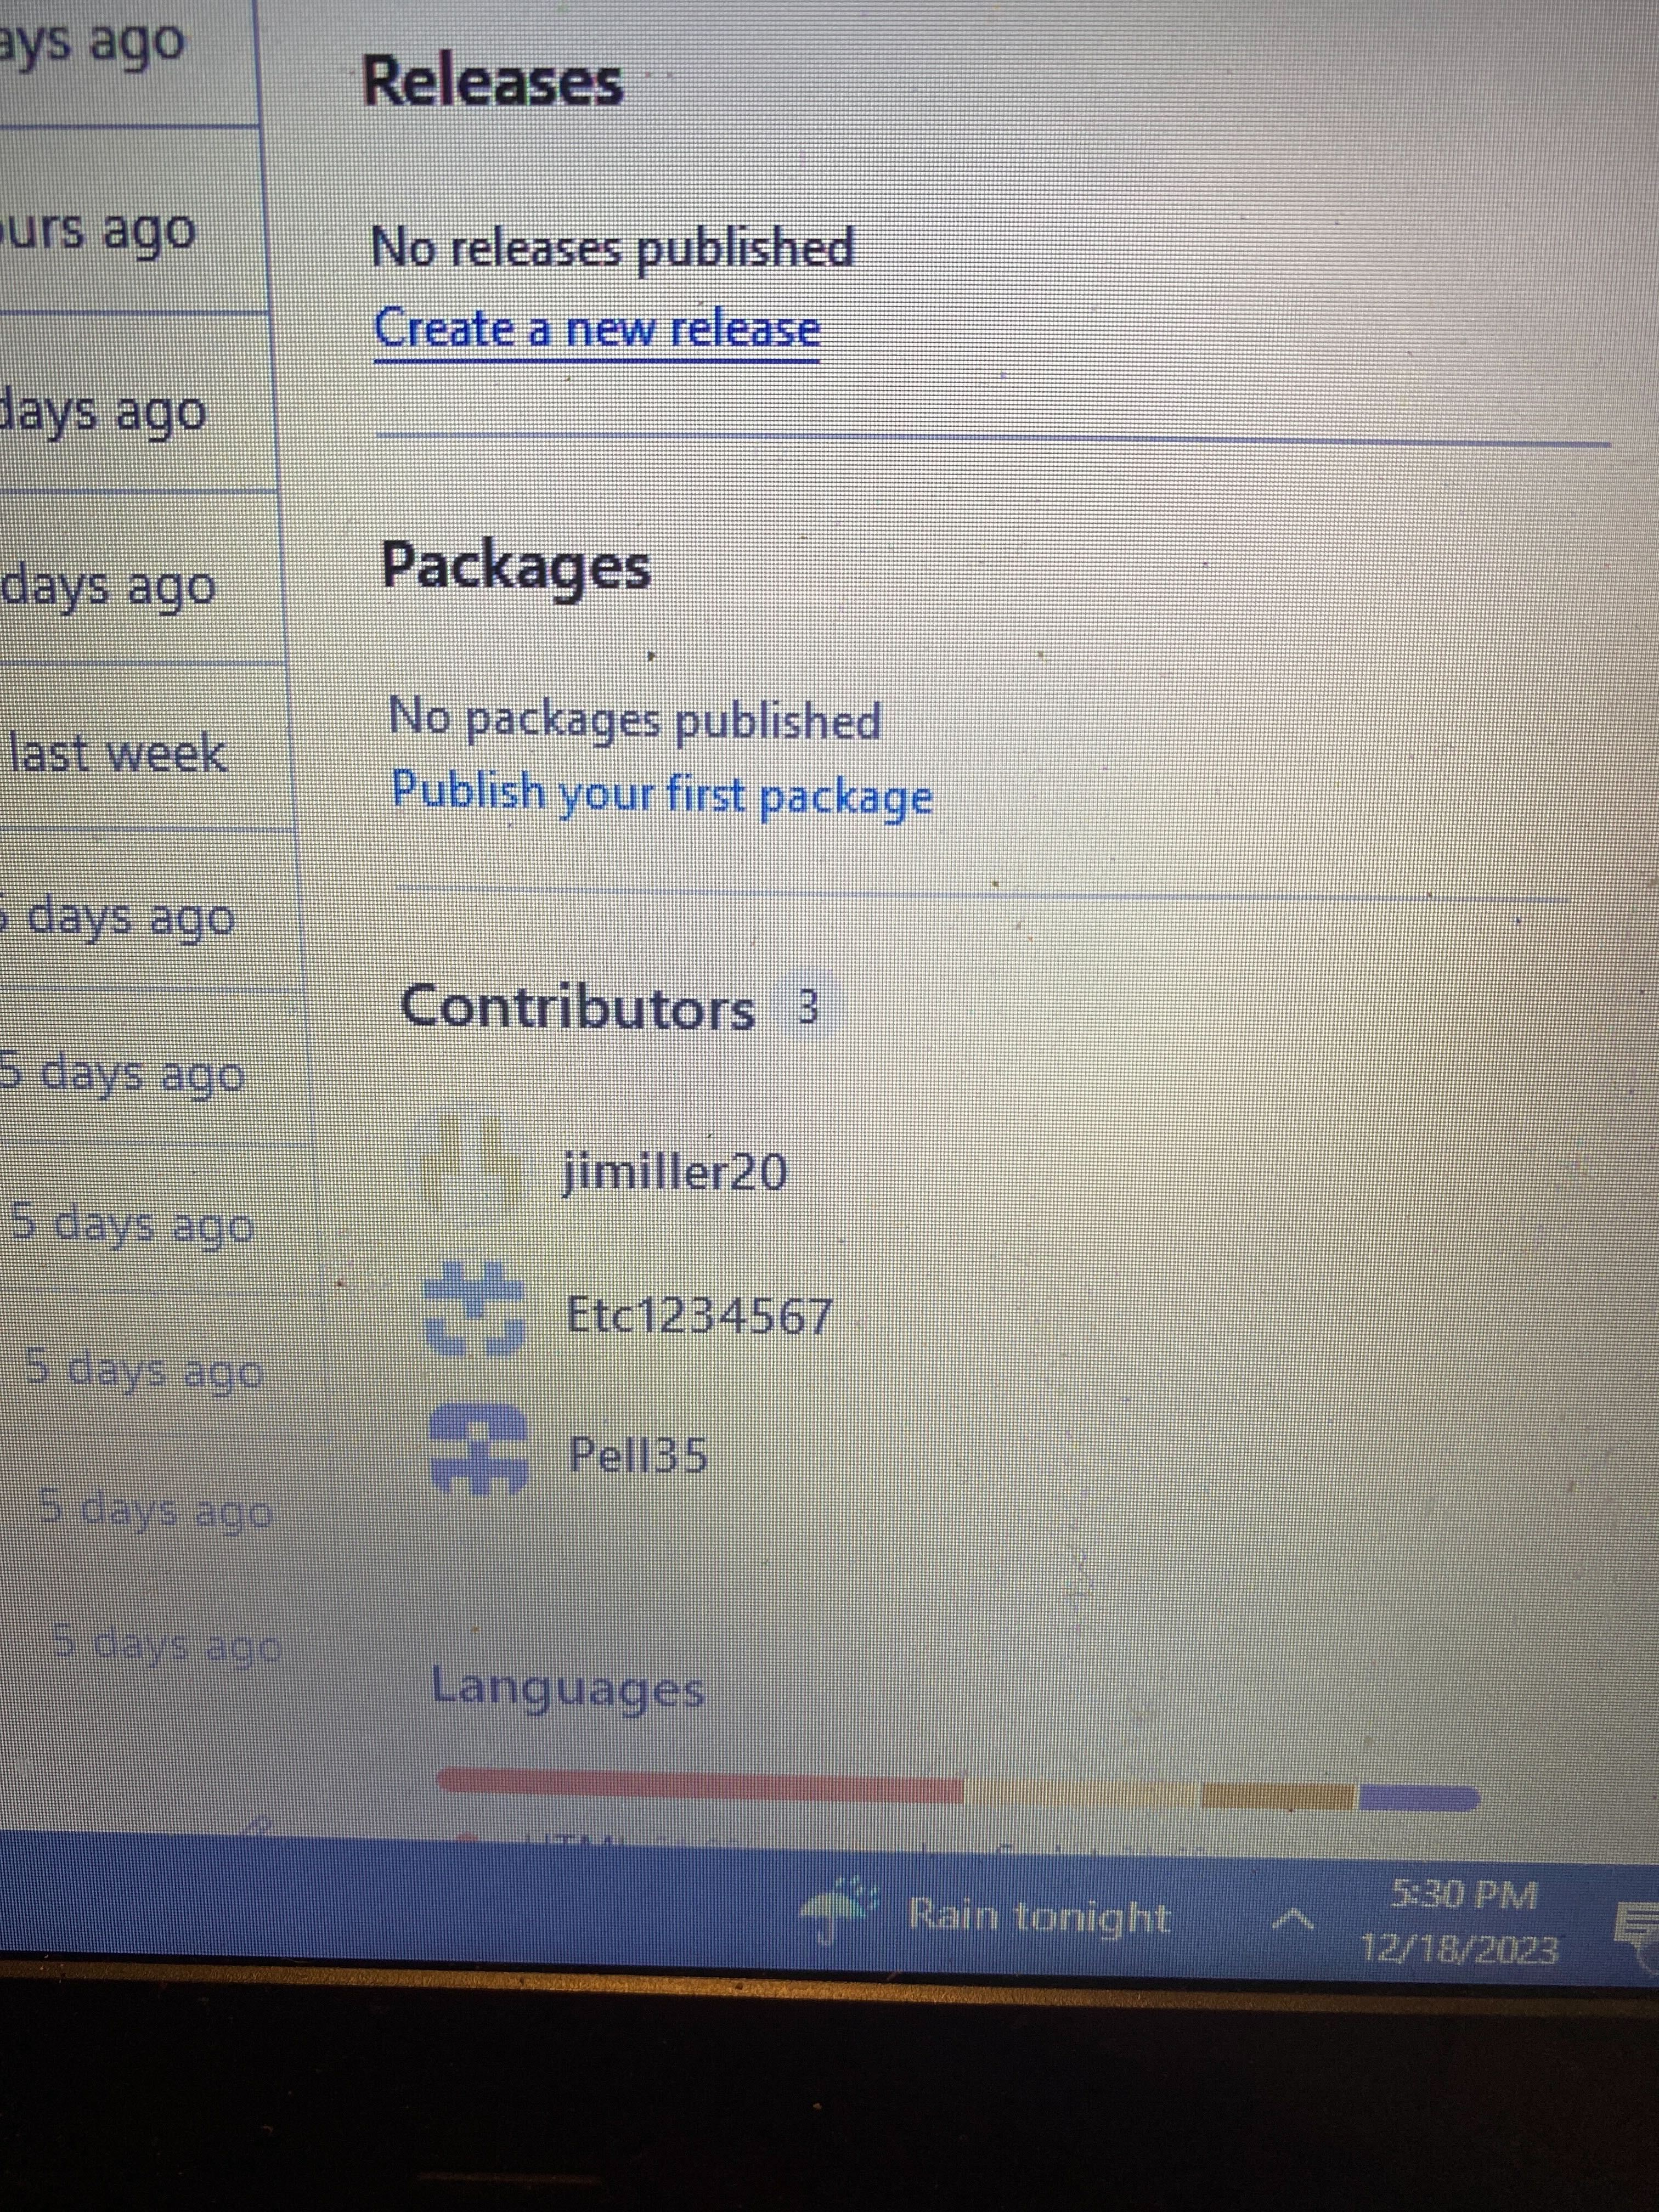 ays ago
urs ago
days ago
days ago
last week
5 days ago
5 days ago
5 days ago
5 days ago
5 days ago
5 days ago
Releases
No releases published
Create a new release
Packages
No packages published
Publish your first package
Contributors 3
jimiller20
Etc1234567
Pell35
Languages
HTML
Rain tonight
5:30 PM
12/18/2023